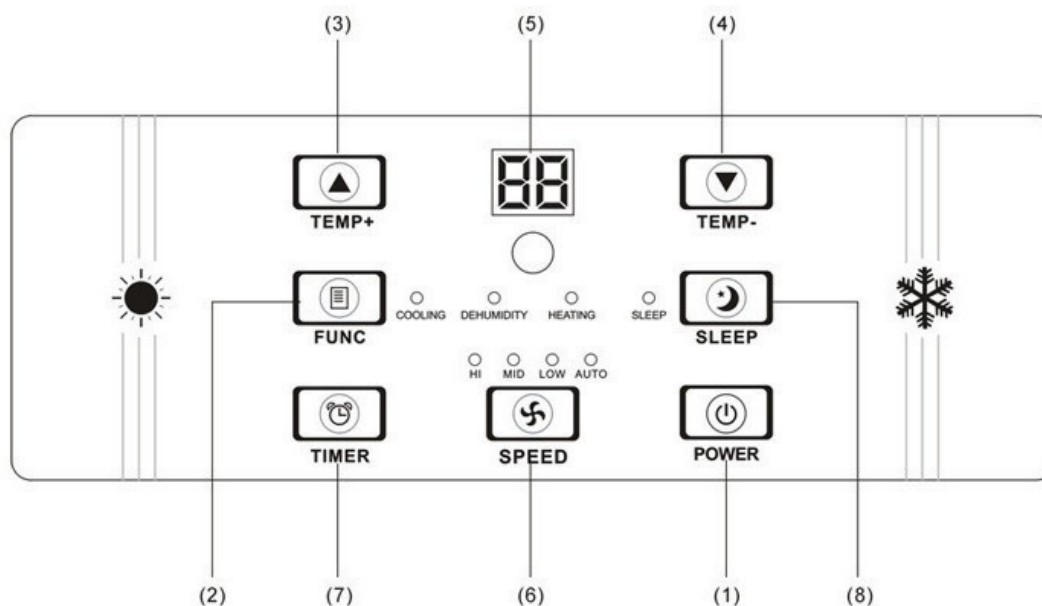 (3) (5) (4)
88
TEMP+ TEMP-
COOLING DEHUMIDITY HEATING SLEEP
FUNC SLEEP
HI MID LOW AUTO
TIMER SPEED POWER
(2) (7) (6) (1) (8)